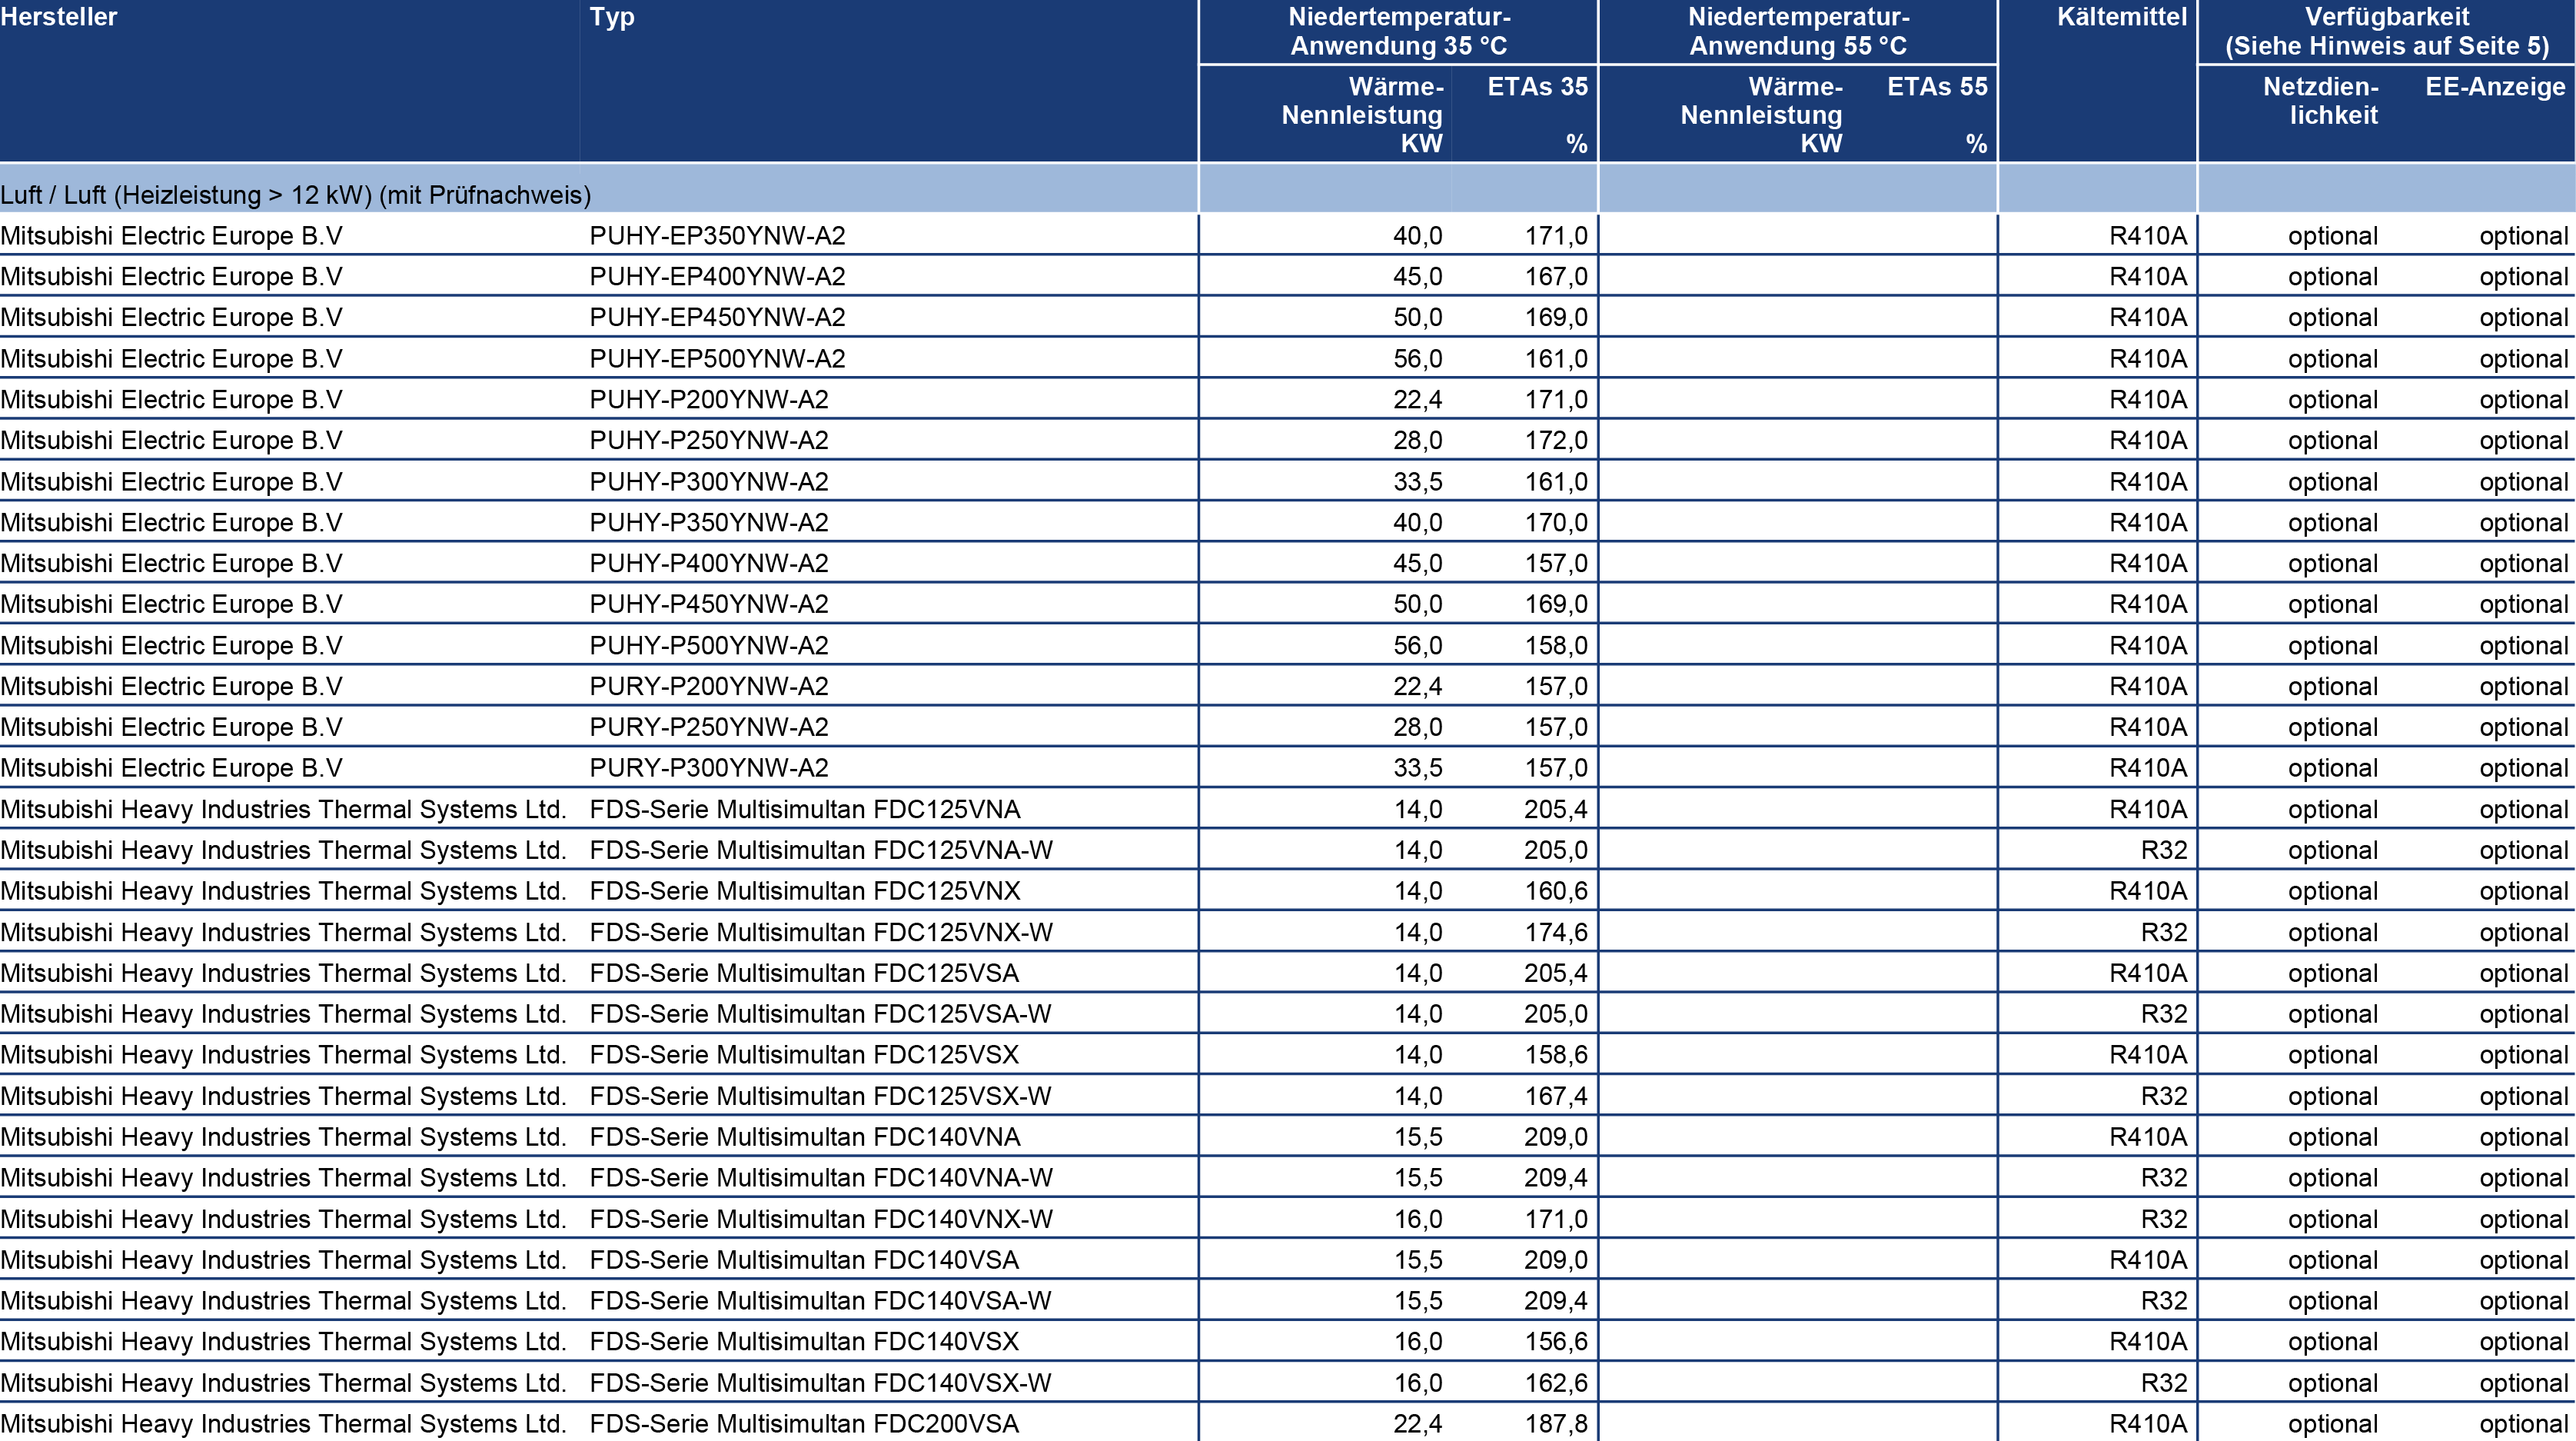 Hersteller Typ Niedertemperatur- Niedertemperatur- Kältemittel Verfügbarkeit
Anwendung 35 °C Anwendung 55 °C (Siehe Hinweis auf Seite 5)
Wärme- ETAs 35 Wärme- ETAs 55 Netzdien- EE-Anzeige
Nennleistung Nennleistung lichkeit
KW % KW %
Luft / Luft (Heizleistung > 12 kW) (mit Prüfnachweis)
Mitsubishi Electric Europe B.V PUHY-EP350YNW-A2 40,0 171,0 R410A optional optional
Mitsubishi Electric Europe B.V PUHY-EP400YNW-A2 45,0 167,0 R410A optional optional
Mitsubishi Electric Europe B.V PUHY-EP450YNW-A2 50,0 169,0 R410A optional optional
Mitsubishi Electric Europe B.V PUHY-EP500YNW-A2 56,0 161,0 R410A optional optional
Mitsubishi Electric Europe B.V PUHY-P200YNW-A2 22,4 171,0 R410A optional optional
Mitsubishi Electric Europe B.V PUHY-P250YNW-A2 28,0 172,0 R410A optional optional
Mitsubishi Electric Europe B.V PUHY-P300YNW-A2 33,5 161,0 R410A optional optional
Mitsubishi Electric Europe B.V PUHY-P350YNW-A2 40,0 170,0 R410A optional optional
Mitsubishi Electric Europe B.V PUHY-P400YNW-A2 45,0 157,0 R410A optional optional
Mitsubishi Electric Europe B.V PUHY-P450YNW-A2 50,0 169,0 R410A optional optional
Mitsubishi Electric Europe B.V PUHY-P500YNW-A2 56,0 158,0 R410A optional optional
Mitsubishi Electric Europe B.V PURY-P200YNW-A2 22,4 157,0 R410A optional optional
Mitsubishi Electric Europe B.V PURY-P250YNW-A2 28,0 157,0 R410A optional optional
Mitsubishi Electric Europe B.V PURY-P300YNW-A2 33,5 157,0 R410A optional optional
Mitsubishi Heavy Industries Thermal Systems Ltd. FDS-Serie Multisimultan FDC125VNA 14,0 205,4 R410A optional optional
Mitsubishi Heavy Industries Thermal Systems Ltd. FDS-Serie Multisimultan FDC125VNA-W 14,0 205,0 R32 optional optional
Mitsubishi Heavy Industries Thermal Systems Ltd. FDS-Serie Multisimultan FDC125VNX 14,0 160,6 R410A optional optional
Mitsubishi Heavy Industries Thermal Systems Ltd. FDS-Serie Multisimultan FDC125VNX-W 14,0 174,6 R32 optional optional
Mitsubishi Heavy Industries Thermal Systems Ltd. FDS-Serie Multisimultan FDC125VSA 14,0 205,4 R410A optional optional
Mitsubishi Heavy Industries Thermal Systems Ltd. FDS-Serie Multisimultan FDC125VSA-W 14,0 205,0 R32 optional optional
Mitsubishi Heavy Industries Thermal Systems Ltd. FDS-Serie Multisimultan FDC125VSX 14,0 158,6 R410A optional optional
Mitsubishi Heavy Industries Thermal Systems Ltd. FDS-Serie Multisimultan FDC125VSX-W 14,0 167,4 R32 optional optional
Mitsubishi Heavy Industries Thermal Systems Ltd. FDS-Serie Multisimultan FDC140VNA 15,5 209,0 R410A optional optional
Mitsubishi Heavy Industries Thermal Systems Ltd. FDS-Serie Multisimultan FDC140VNA-W 15,5 209,4 R32 optional optional
Mitsubishi Heavy Industries Thermal Systems Ltd. FDS-Serie Multisimultan FDC140VNX-W 16,0 171,0 R32 optional optional
Mitsubishi Heavy Industries Thermal Systems Ltd. FDS-Serie Multisimultan FDC140VSA 15,5 209,0 R410A optional optional
Mitsubishi Heavy Industries Thermal Systems Ltd. FDS-Serie Multisimultan FDC140VSA-W 15,5 209,4 R32 optional optional
Mitsubishi Heavy Industries Thermal Systems Ltd. FDS-Serie Multisimultan FDC140VSX 16,0 156,6 R410A optional optional
Mitsubishi Heavy Industries Thermal Systems Ltd. FDS-Serie Multisimultan FDC140VSX-W 16,0 162,6 R32 optional optional
Mitsubishi Heavy Industries Thermal Systems Ltd. FDS-Serie Multisimultan FDC200VSA 22,4 187,8 R410A optional optional